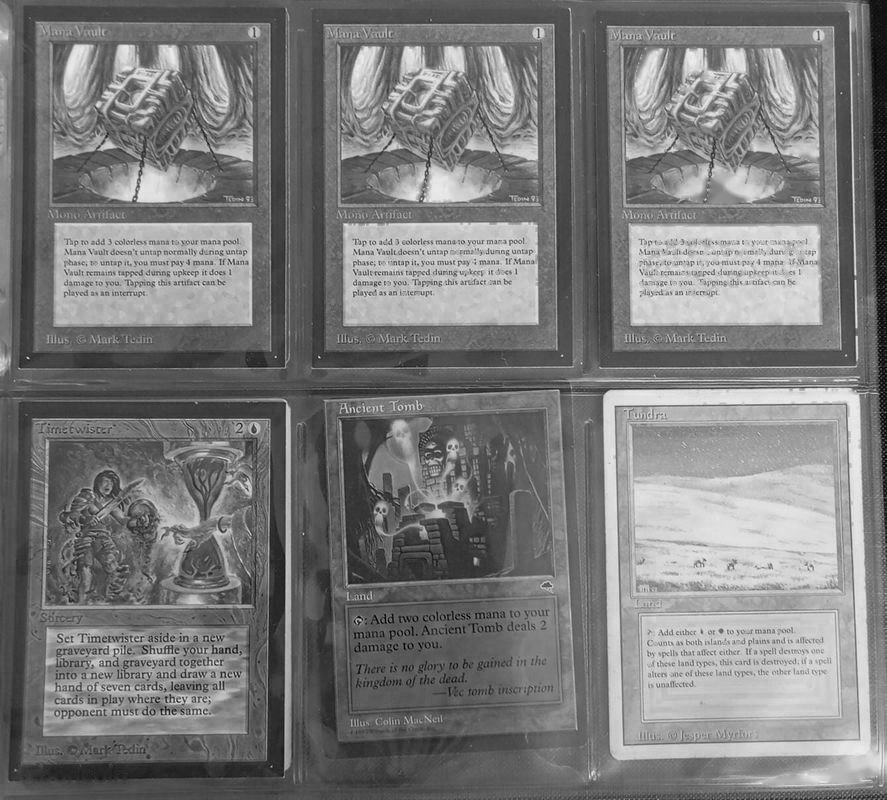 Mana Vault
1
TEDIN 93
Mono Artifact
Tap to add 3 colorless mana to your mana pool.
Mana Vault doesn't untap normally during untap
phase; to untap it, you must pay 4 mana. If Mana
Vault remains tapped during upkeep it does 1
damage to you. Tapping this artifact can be
played as an interrupt.
Illus. © Mark Tedin
Mana Vault
1
TEDIN 93
Mono Artifact
Tap to add 3 colorless mana to your mana pool.
Mana Vault doesn't untap normally during untap
phase; to untap it, you must pay 4 mana. If Mana
Vault remains tapped during upkeep it does 1
damage to you. Tapping this artifact can be
played as an interrupt.
Illus. © Mark Tedin
Mana Vault
1
TEDIN 93
Mono Artifact
Tap to add 3 colorless mana to your mana pool.
Mana Vault doesn't untap normally during untap
phase; to untap it, you must pay 4 mana. If Mana
Vault remains tapped during upkeep it does 1
damage to you. Tapping this artifact can be
played as an interrupt.
Illus. © Mark Tedin
Timetwister
2
Sorcery
Set Timetwister aside in a new
graveyard pile. Shuffle your hand,
library, and graveyard together
into a new library and draw a new
hand of seven cards, leaving all
cards in play where they are;
opponent must do the same.
Illus. © Mark Tedin
Ancient Tomb
Land
: Add two colorless mana to your
mana pool. Ancient Tomb deals 2
damage to you.
There is no glory to be gained in the
kingdom of the dead.
—Vec tomb inscription
Illus. Colin MacNeil
Tundra
Land
: Add either or to your mana pool.
Counts as both islands and plains and is affected
by spells that affect either. If a spell destroys one
of these land types, this card is destroyed; if a spell
alters one of these land types, the other land type
is unaffected.
Illus. © Jesper Myrfors